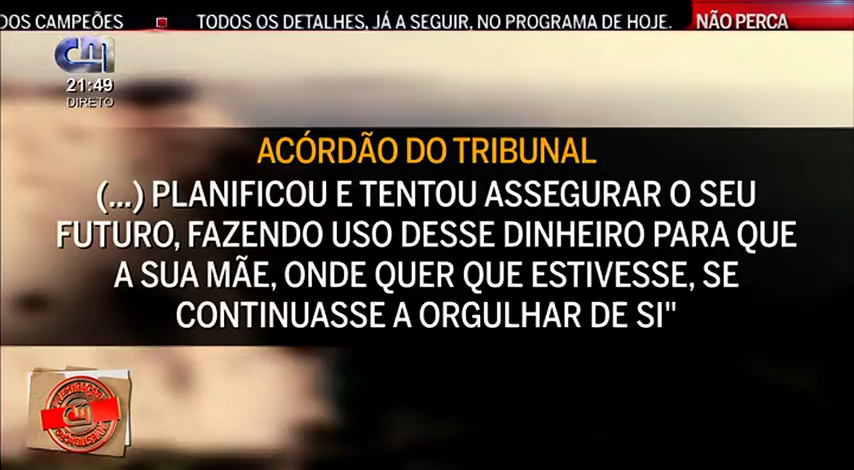 DOS CAMPEÕES TODOS OS DETALHES, JÁ A SEGUIR, NO PROGRAMA DE HOJE. NÃO PERCA
CM
21:49
DIRETO
ACÓRDÃO DO TRIBUNAL
(...) PLANIFICOU E TENTOU ASSEGURAR O SEU
FUTURO, FAZENDO USO DESSE DINHEIRO PARA QUE
A SUA MÃE, ONDE QUER QUE ESTIVESSE, SE
CONTINUASSE A ORGULHAR DE SI"
CM